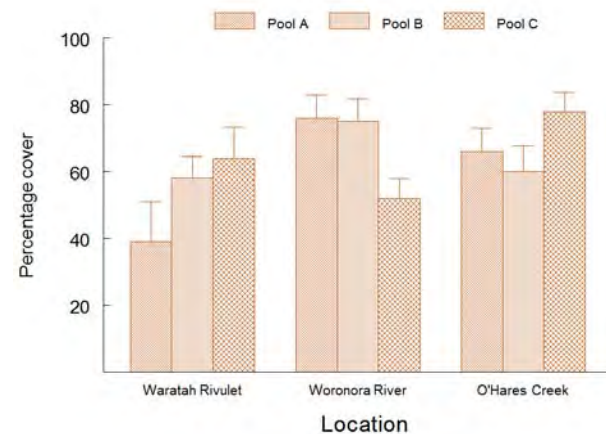 Pool A Pool B Pool C
100
80
60
40
20
Percentage cover
Waratah Rivulet Woronora River O'Hares Creek
Location